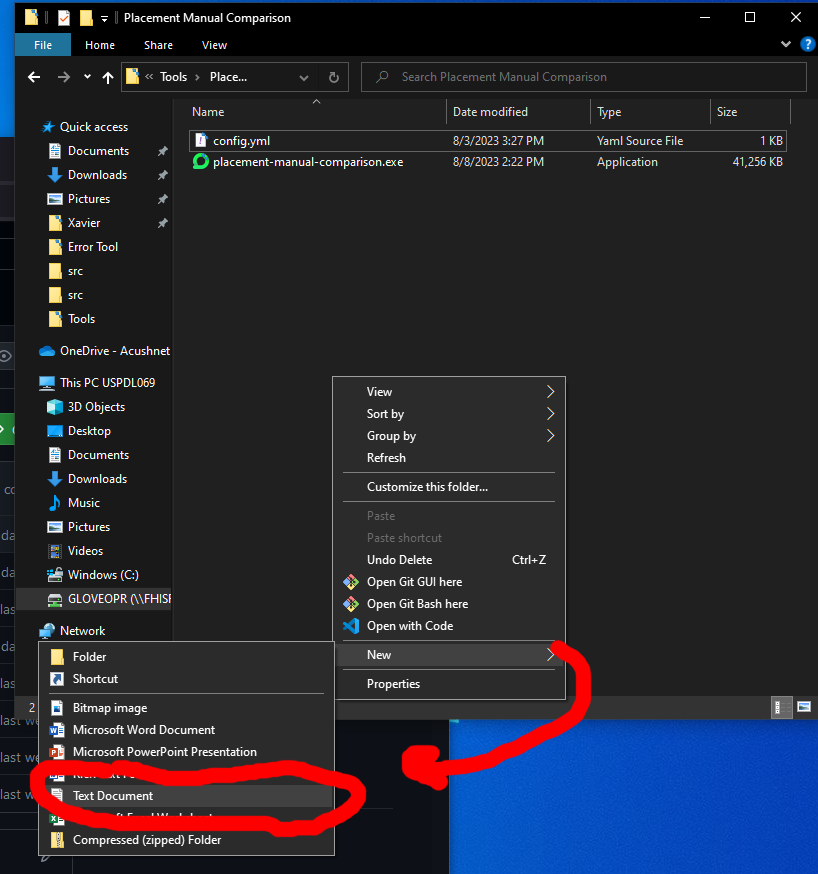 Placement Manual Comparison
File Home Share View
« Tools › Place...
Search Placement Manual Comparison
Name Date modified Type Size
config.yml 8/3/2023 3:27 PM Yaml Source File 1 KB
placement-manual-comparison.exe 8/8/2023 2:22 PM Application 41,256 KB
Quick access
Documents
Downloads
Pictures
Xavier
Error Tool
src
src
Tools
OneDrive - Acushnet
This PC USPDL069
3D Objects
Desktop
Documents
Downloads
Music
Pictures
Videos
Windows (C:)
GLOVEOPR (\\FHISF
Network
2
View
Sort by
Group by
Refresh
Customize this folder...
Paste
Paste shortcut
Undo Delete Ctrl+Z
Open Git GUI here
Open Git Bash here
Open with Code
New
Properties
Folder
Shortcut
Bitmap image
Microsoft Word Document
Microsoft PowerPoint Presentation
Text Document
Compressed (zipped) Folder
co
da
da
las
da
last
last we
last we
last we